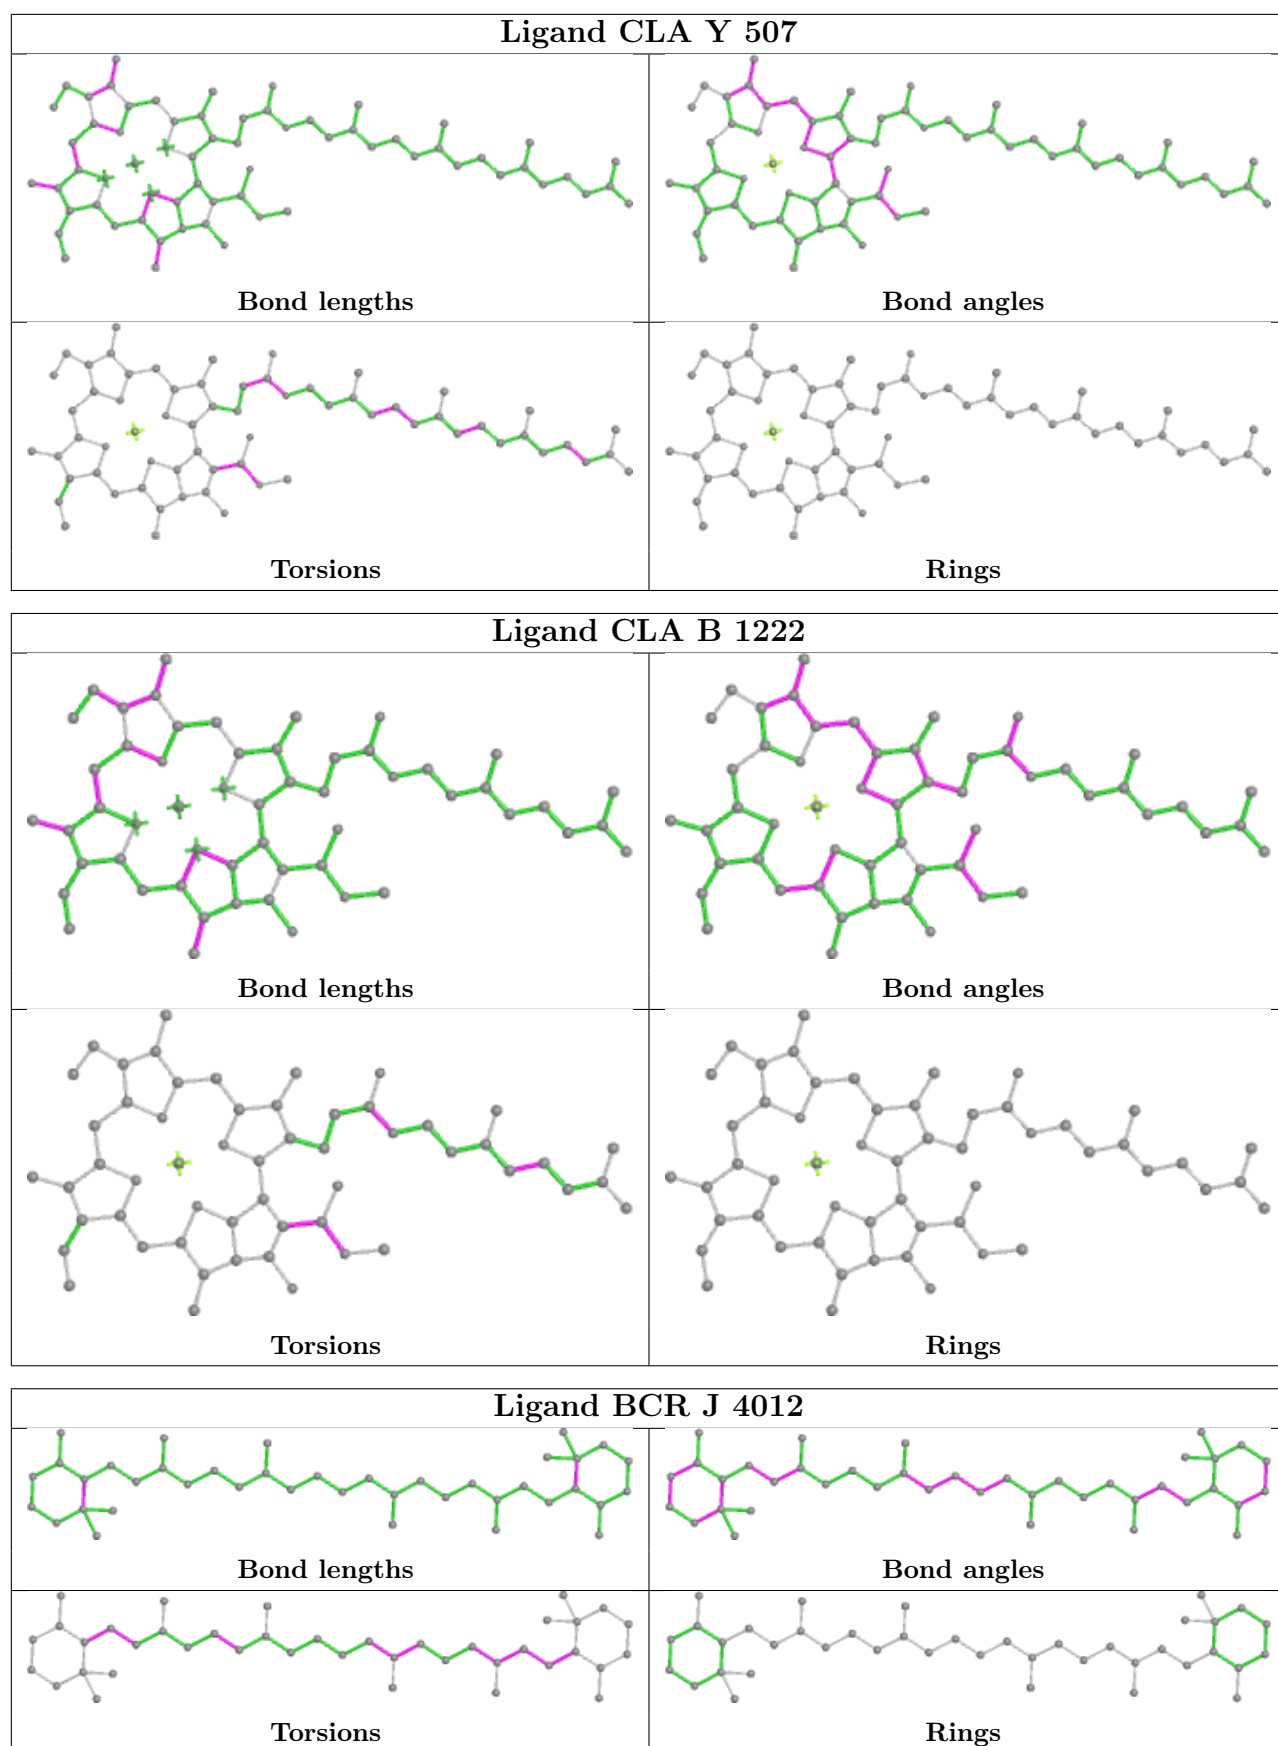 Ligand CLA Y 507
Bond lengths
Bond angles
Torsions
Rings
Ligand CLA B 1222
Bond lengths
Bond angles
Torsions
Rings
Ligand BCR J 4012
Bond lengths
Bond angles
Torsions
Rings